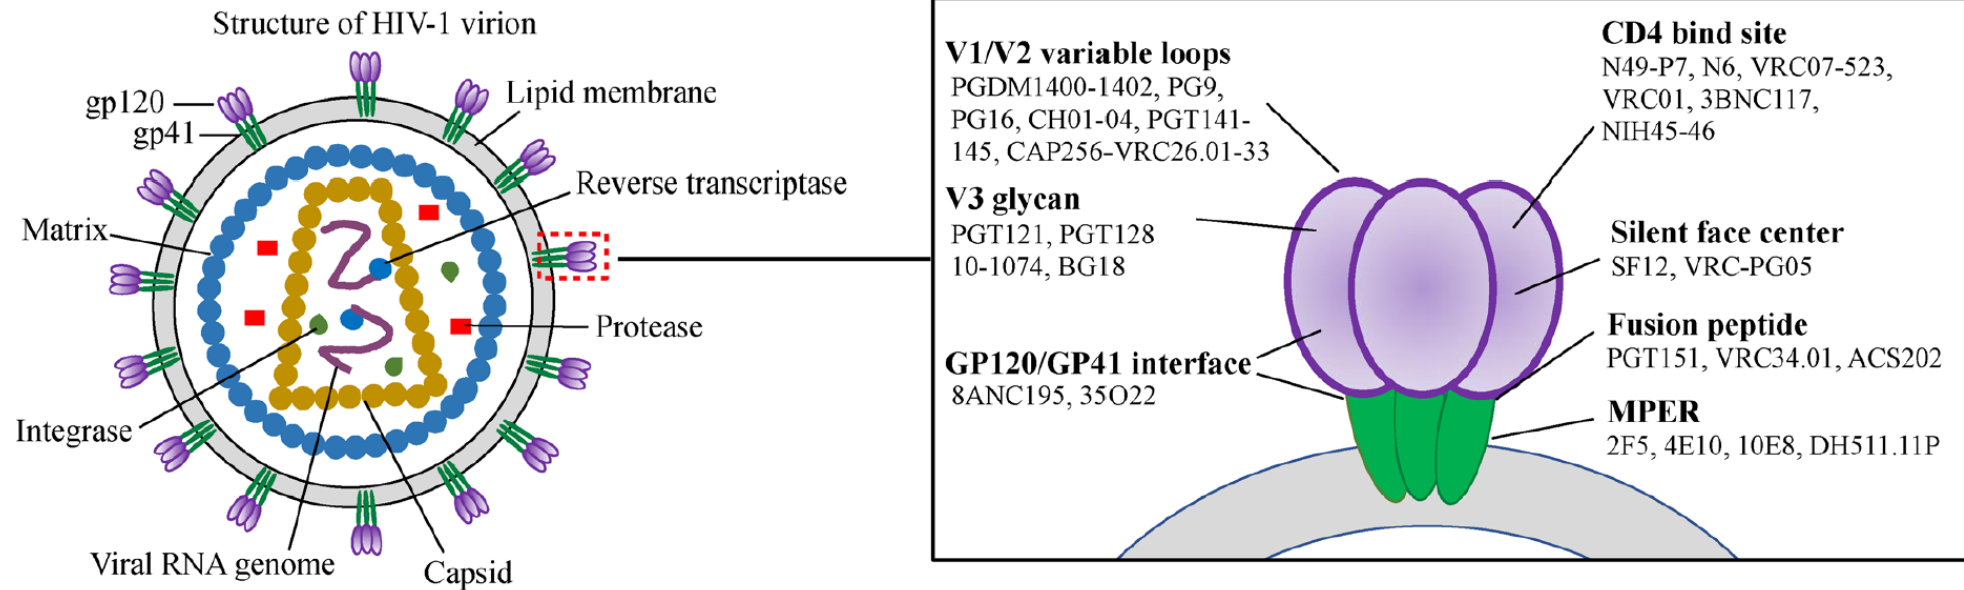 Structure of HIV-1 virion
gp120
gp41
Lipid membrane
Reverse transcriptase
Matrix
Protease
Integrase
Viral RNA genome
Capsid
V1/V2 variable loops
PGDM1400-1402, PG9,
PG16, CH01-04, PGT141-
145, CAP256-VRC26.01-33
V3 glycan
PGT121, PGT128
10-1074, BG18
GP120/GP41 interface
8ANC195, 35O22
CD4 bind site
N49-P7, N6, VRC07-523,
VRC01, 3BNC117,
NIH45-46
Silent face center
SF12, VRC-PG05
Fusion peptide
PGT151, VRC34.01, ACS202
MPER
2F5, 4E10, 10E8, DH511.11P